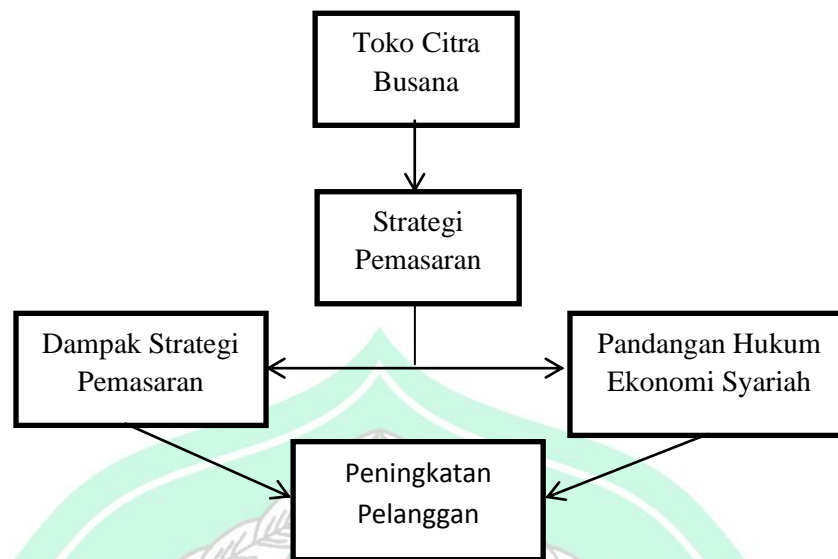 Toko Citra
Busana
Strategi
Pemasaran
Dampak Strategi
Pemasaran
Pandangan Hukum
Ekonomi Syariah
Peningkatan
Pelanggan